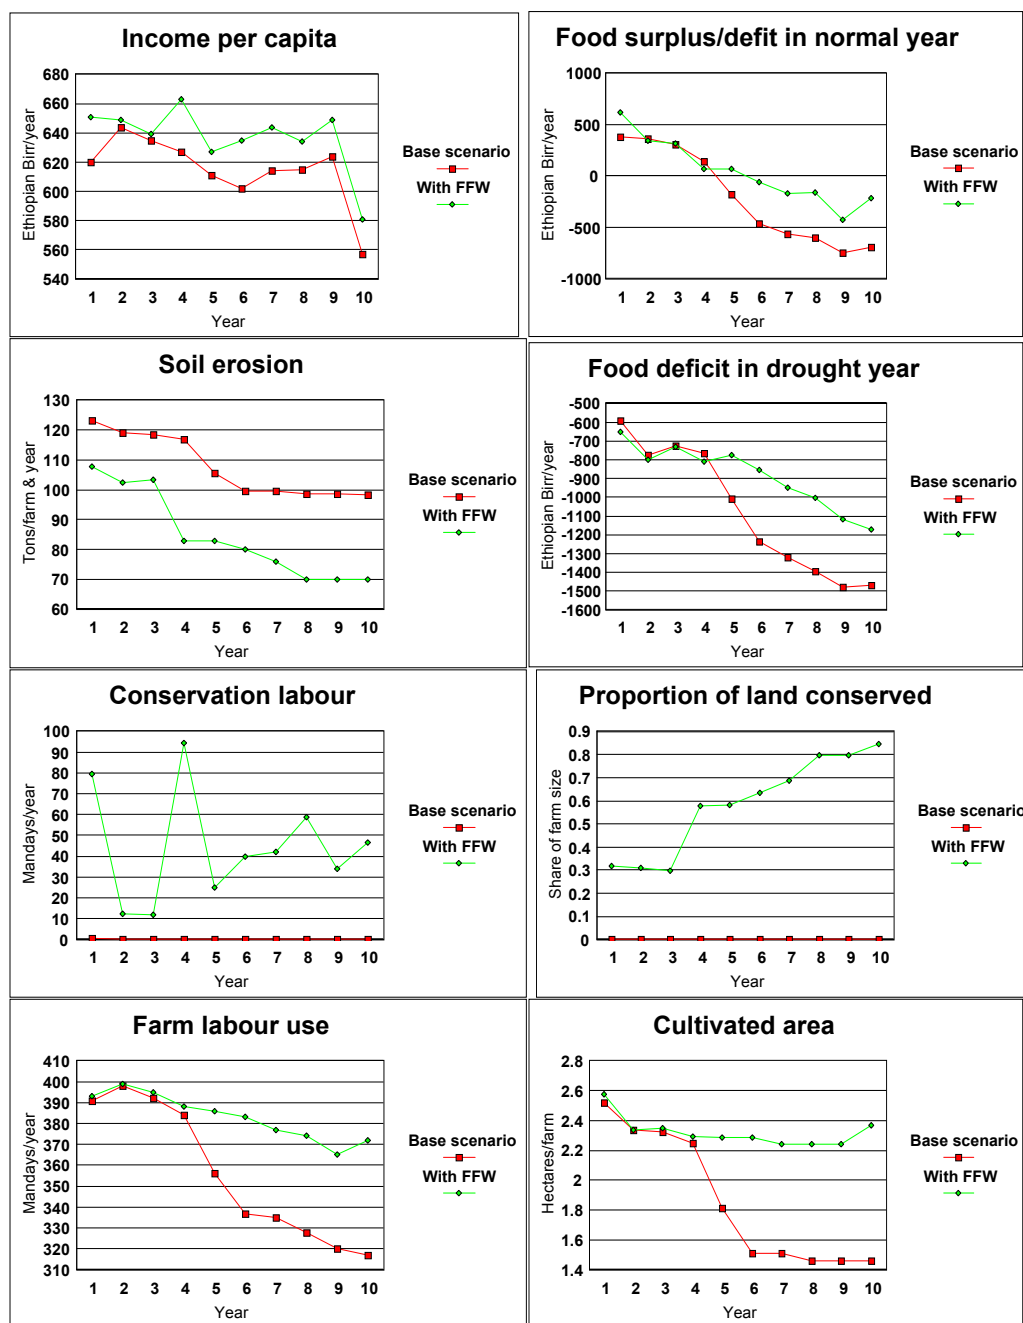 Income per capita
Ethiopian Birr/year
680
660
640
620
600
580
560
540
1 2 3 4 5 6 7 8 9 10
Year
Base scenario
With FFW
Food surplus/defit in normal year
Ethiopian Birr/year
1000
500
0
-500
-1000
1 2 3 4 5 6 7 8 9 10
Year
Base scenario
With FFW
Soil erosion
Tons/farm & year
130
120
110
100
90
80
70
60
1 2 3 4 5 6 7 8 9 10
Year
Base scenario
With FFW
Food deficit in drought year
Ethiopian Birr/year
-500
-600
-700
-800
-900
-1000
-1100
-1200
-1300
-1400
-1500
-1600
1 2 3 4 5 6 7 8 9 10
Year
Base scenario
With FFW
Conservation labour
Mandays/year
100
90
80
70
60
50
40
30
20
10
0
1 2 3 4 5 6 7 8 9 10
Year
Base scenario
With FFW
Proportion of land conserved
Share of farm size
0.9
0.8
0.7
0.6
0.5
0.4
0.3
0.2
0.1
0
1 2 3 4 5 6 7 8 9 10
Year
Base scenario
With FFW
Farm labour use
Mandays/year
410
400
390
380
370
360
350
340
330
320
310
1 2 3 4 5 6 7 8 9 10
Year
Base scenario
With FFW
Cultivated area
Hectares/farm
2.8
2.6
2.4
2.2
2
1.8
1.6
1.4
1 2 3 4 5 6 7 8 9 10
Year
Base scenario
With FFW